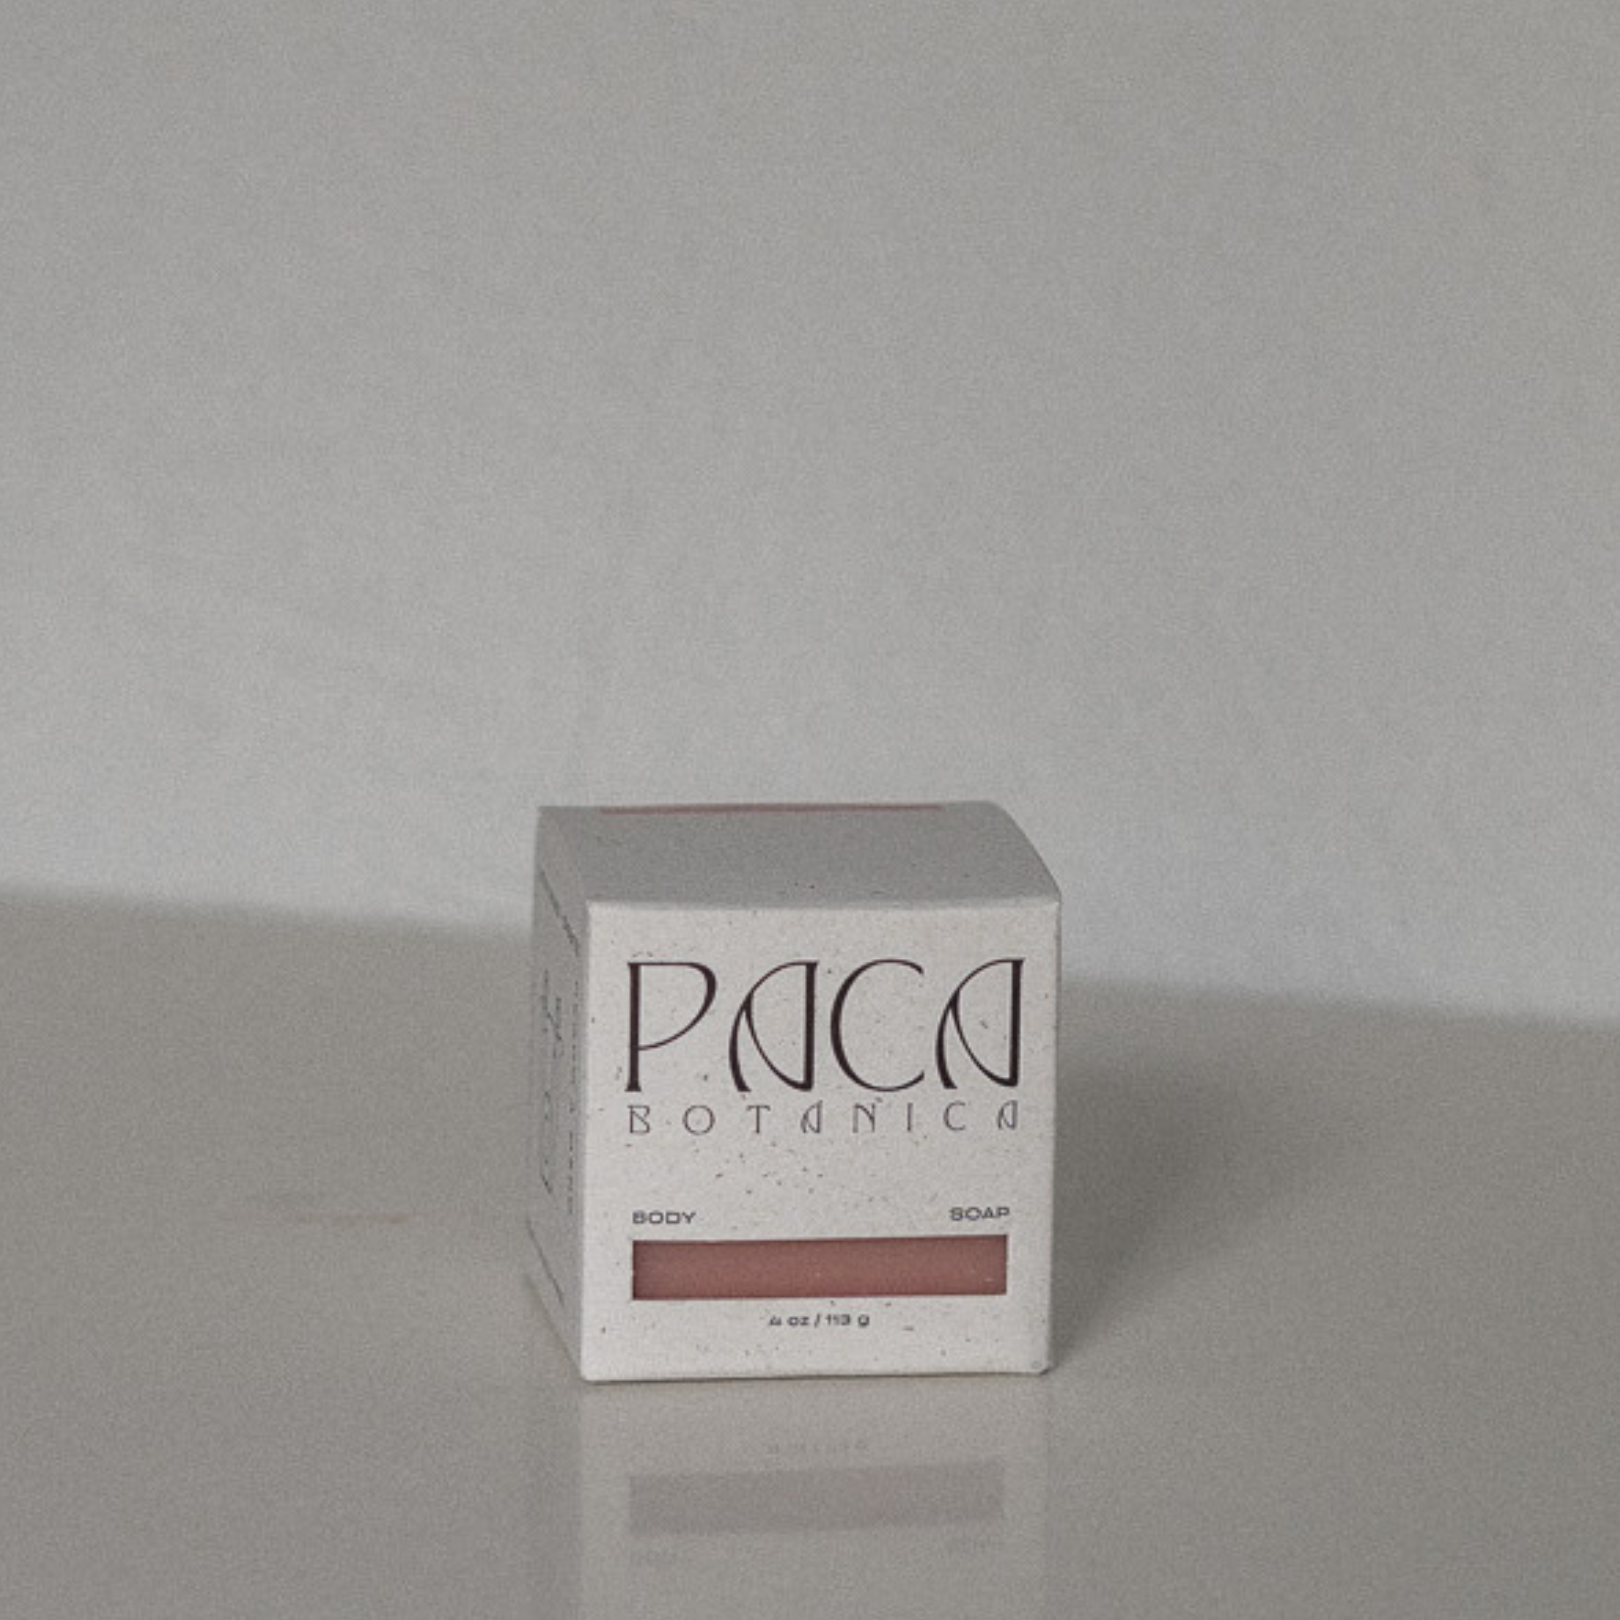 PACA
BOTANICA
BODY SOAP
4 oz / 113 g